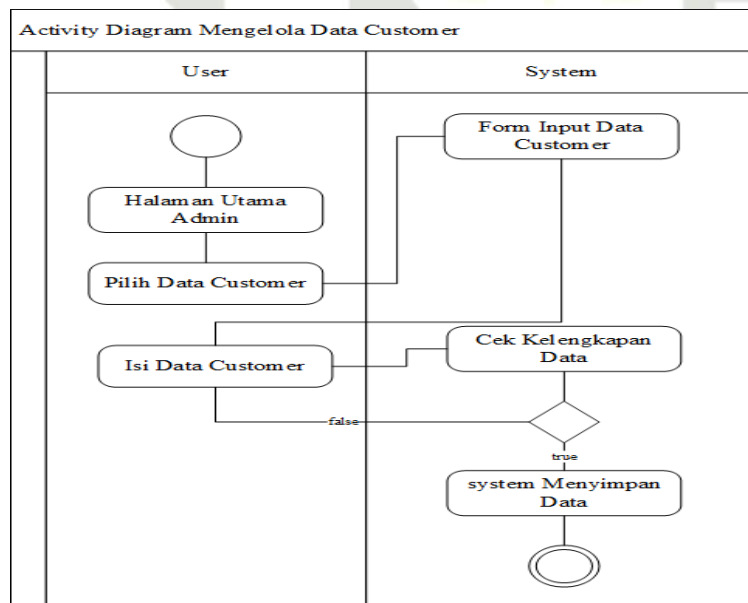 Activity Diagram Mengelola Data Customer
User
System
Form Input Data
Customer
Halaman Utama
Admin
Pilih Data Customer
Isi Data Customer
Cek Kelengkapan
Data
false
true
system Menyimpan
Data